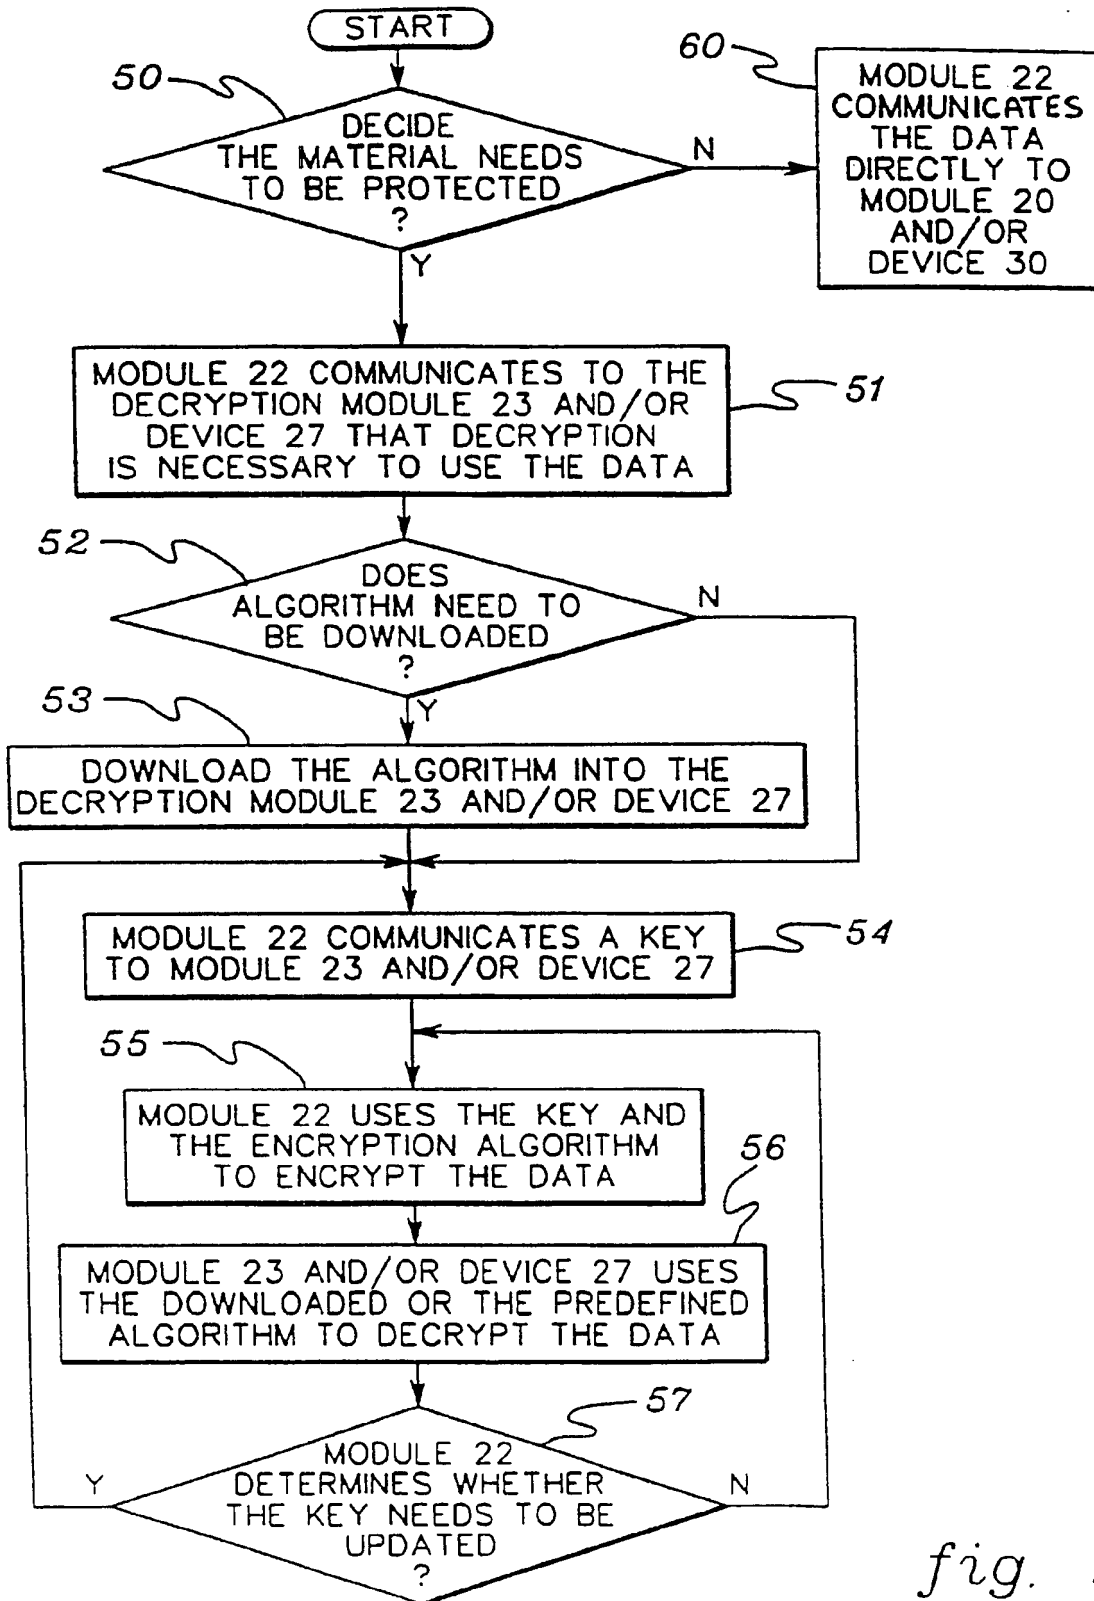 START
50
DECIDE
THE MATERIAL NEEDS
TO BE PROTECTED
?
N
Y
60
MODULE 22
COMMUNICATES
THE DATA
DIRECTLY TO
MODULE 20
AND/OR
DEVICE 30
MODULE 22 COMMUNICATES TO THE
DECRYPTION MODULE 23 AND/OR
DEVICE 27 THAT DECRYPTION
IS NECESSARY TO USE THE DATA
51
52
DOES
ALGORITHM NEED TO
BE DOWNLOADED
?
N
Y
53
DOWNLOAD THE ALGORITHM INTO THE
DECRYPTION MODULE 23 AND/OR DEVICE 27
MODULE 22 COMMUNICATES A KEY
TO MODULE 23 AND/OR DEVICE 27
54
55
MODULE 22 USES THE KEY AND
THE ENCRYPTION ALGORITHM
TO ENCRYPT THE DATA
56
MODULE 23 AND/OR DEVICE 27 USES
THE DOWNLOADED OR THE PREDEFINED
ALGORITHM TO DECRYPT THE DATA
57
MODULE 22
DETERMINES WHETHER
THE KEY NEEDS TO BE
UPDATED
?
Y
N
fig.